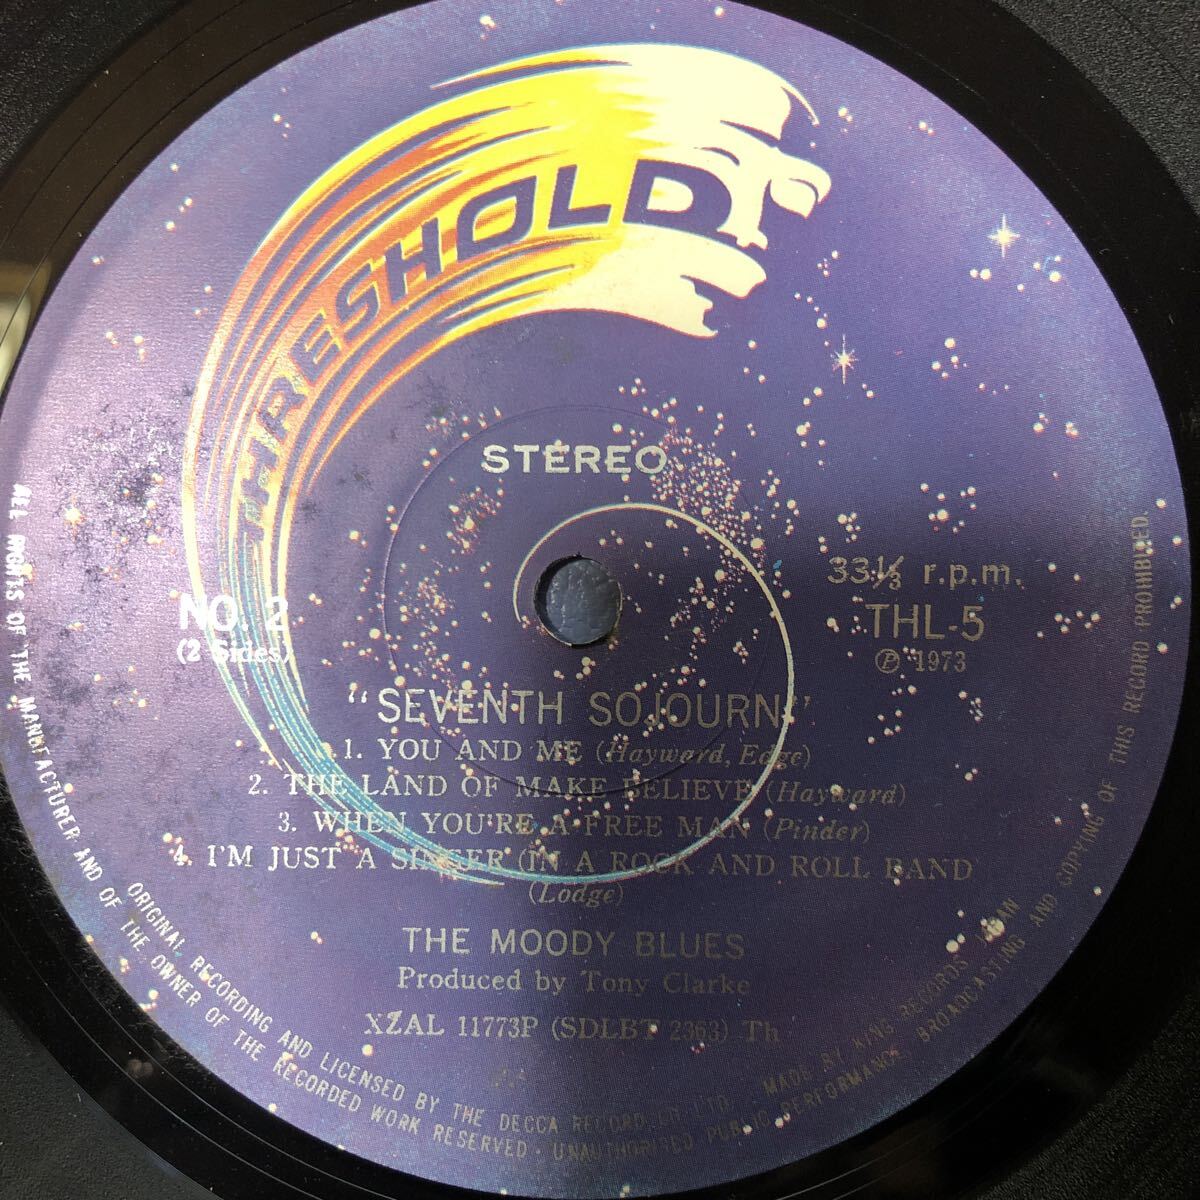 THRESHOLD
STEREO
33⅓ r.p.m.
NO. 2
(2 Sides)
THL-5
Ⓟ 1973
"SEVENTH SOJOURN"
1. YOU AND ME (Hayward, Edge)
2. THE LAND OF MAKE BELIEVE (Hayward)
3. WHEN YOU'RE A FREE MAN (Pinder)
4. I'M JUST A SINGER (IN A ROCK AND ROLL BAND
(Lodge)
THE MOODY BLUES
Produced by Tony Clarke
XZAL 11773P (SDLBT 2363) Th
ORIGINAL RECORDING AND LICENSED BY THE DECCA RECORD CO. LTD. MADE BY KING RECORDS JAPAN
ALL RIGHTS OF THE MANUFACTURER AND OF THE OWNER OF THE RECORDED WORK RESERVED · UNAUTHORISED PUBLIC PERFORMANCE BROADCASTING AND COPYING OF THIS RECORD PROHIBITED.